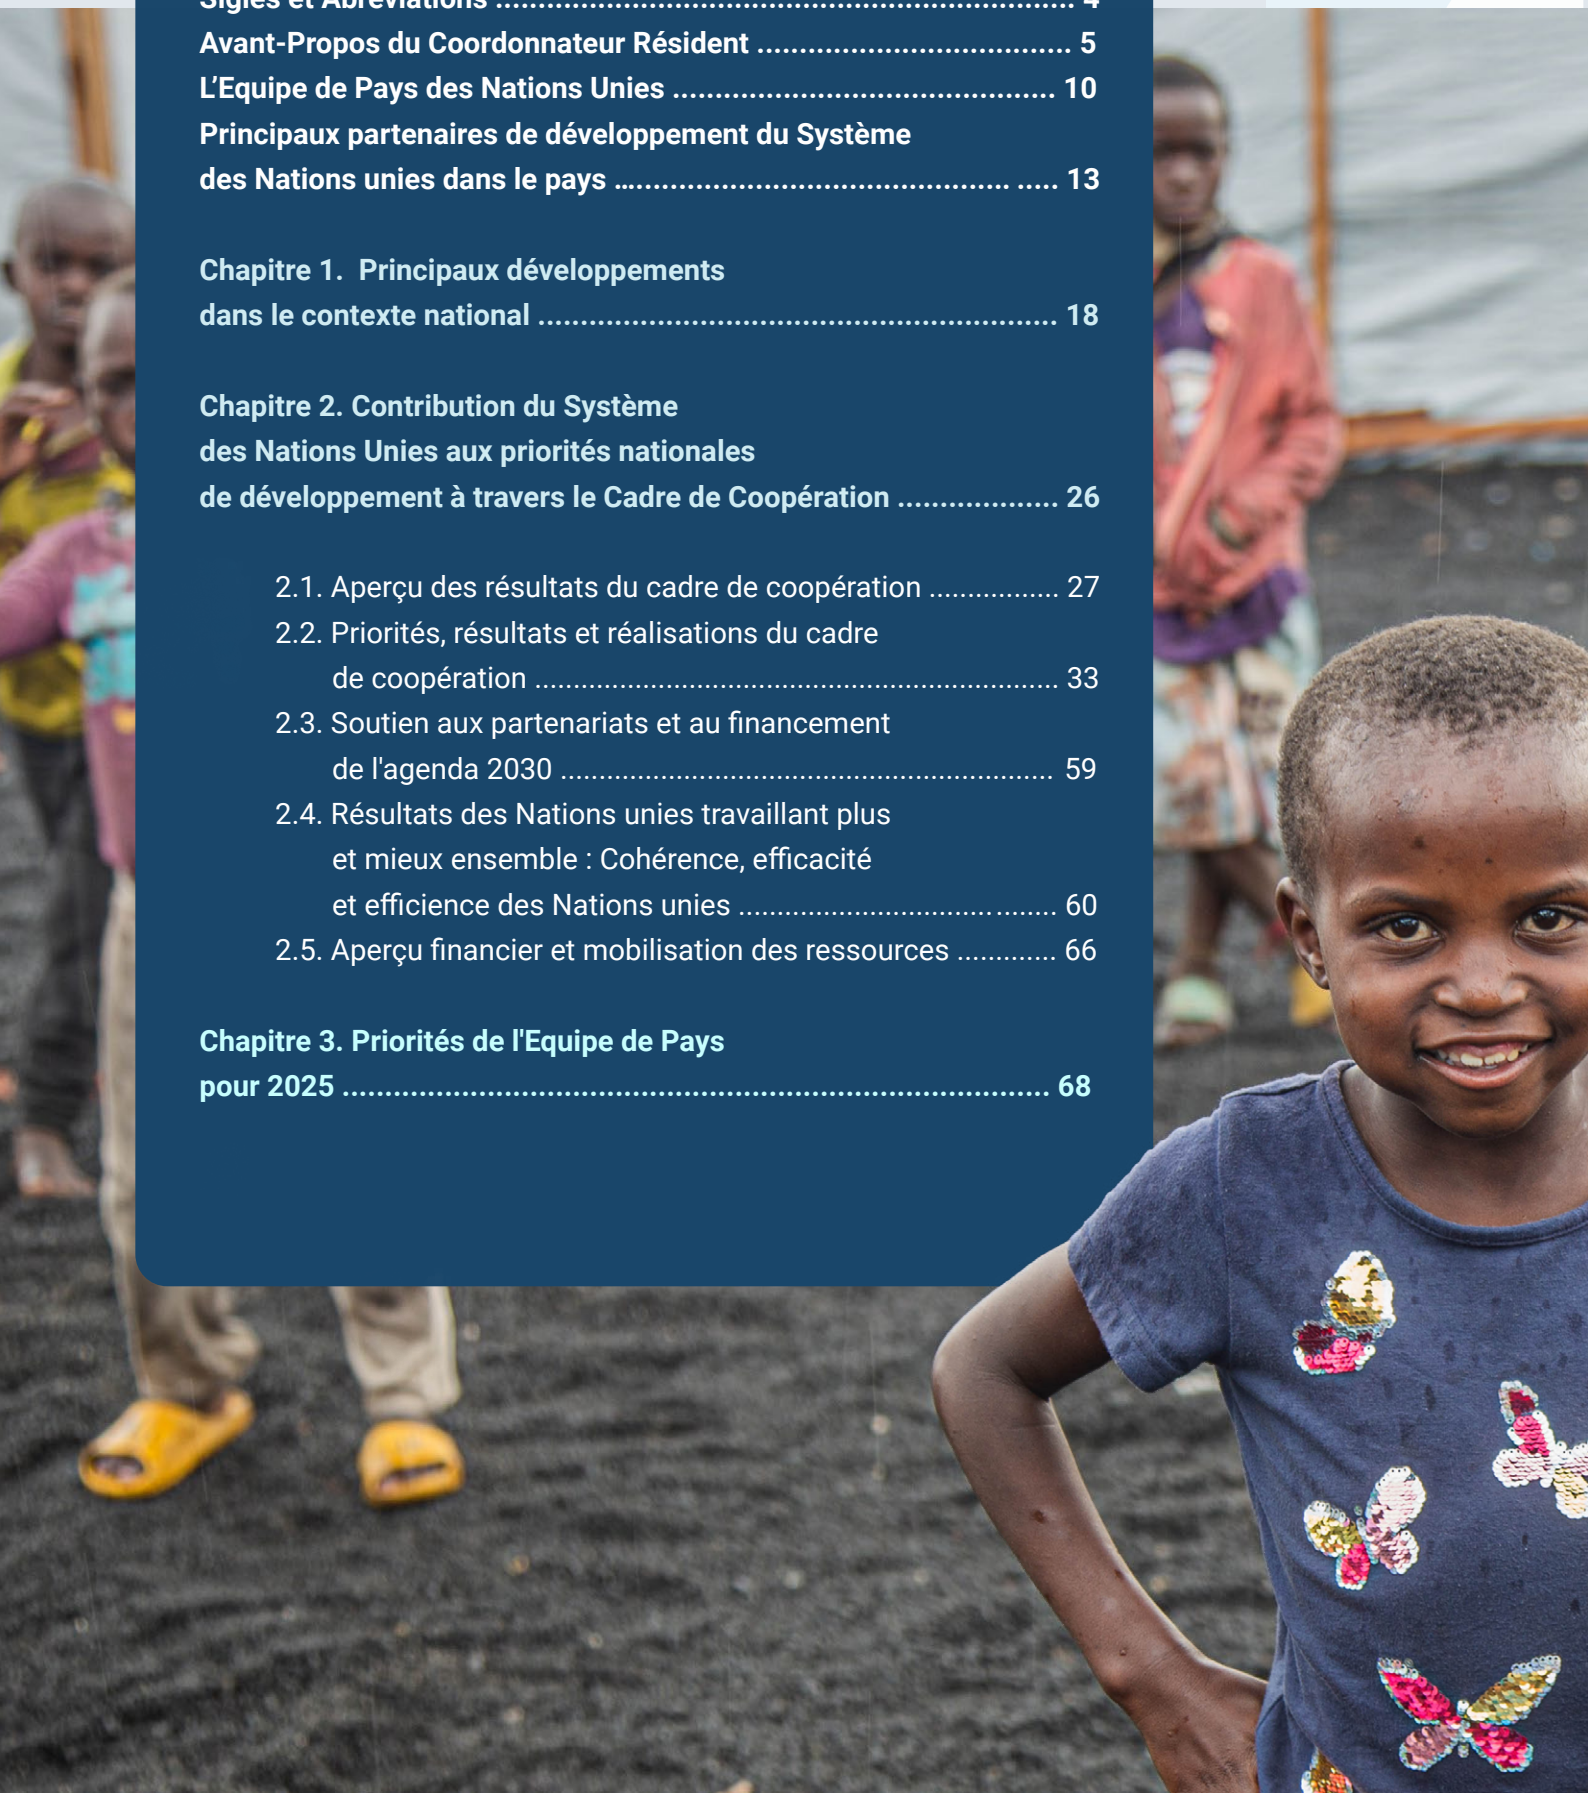 Sigles et Abréviations .................................................................... 4
Avant-Propos du Coordonnateur Résident ..................................... 5
L’Equipe de Pays des Nations Unies ............................................. 10
Principaux partenaires de développement du Système
des Nations unies dans le pays ................................................ ..... 13
Chapitre 1. Principaux développements
dans le contexte national ............................................................. 18
Chapitre 2. Contribution du Système
des Nations Unies aux priorités nationales
de développement à travers le Cadre de Coopération ................... 26
2.1. Aperçu des résultats du cadre de coopération ................. 27
2.2. Priorités, résultats et réalisations du cadre
de coopération ...................................................................... 33
2.3. Soutien aux partenariats et au financement
de l'agenda 2030 .................................................................. 59
2.4. Résultats des Nations unies travaillant plus
et mieux ensemble : Cohérence, efficacité
et efficience des Nations unies .......................................... 60
2.5. Aperçu financier et mobilisation des ressources ............. 66
Chapitre 3. Priorités de l'Equipe de Pays
pour 2025 ................................................................................... 68